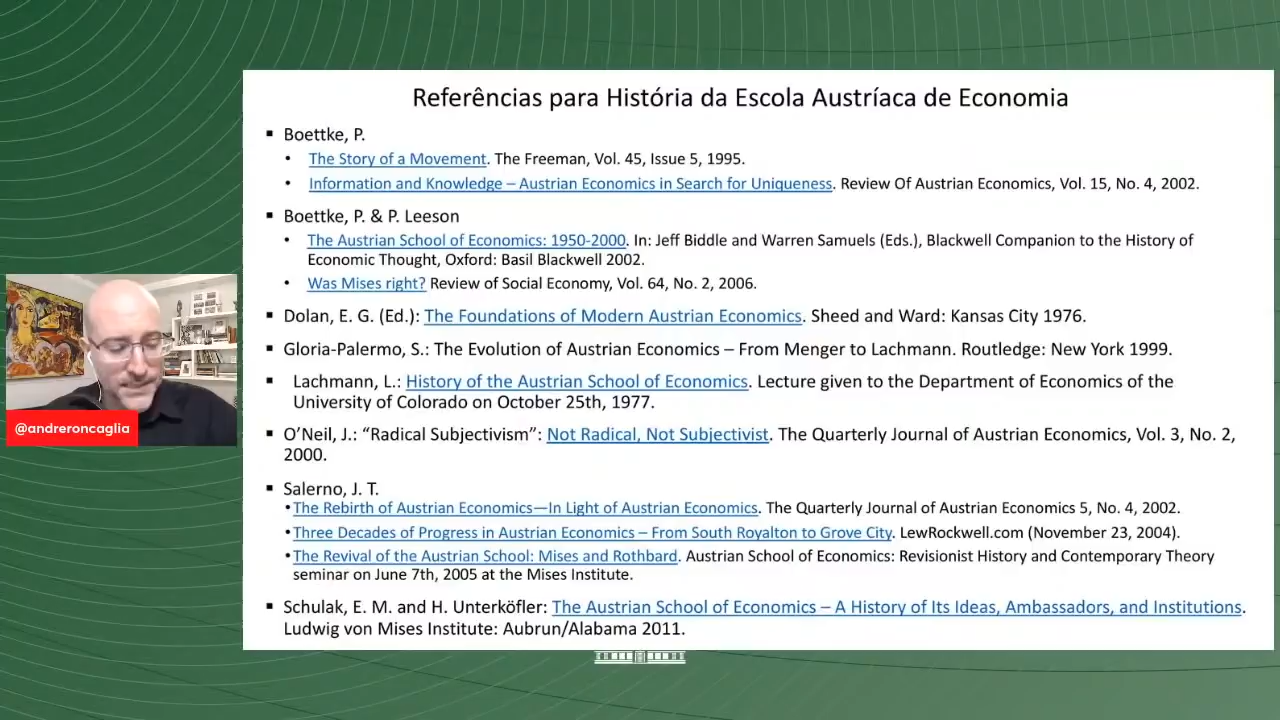 Referências para História da Escola Austríaca de Economia
▪ Boettke, P.
• The Story of a Movement. The Freeman, Vol. 45, Issue 5, 1995.
• Information and Knowledge – Austrian Economics in Search for Uniqueness. Review Of Austrian Economics, Vol. 15, No. 4, 2002.
▪ Boettke, P. & P. Leeson
• The Austrian School of Economics: 1950-2000. In: Jeff Biddle and Warren Samuels (Eds.), Blackwell Companion to the History of
Economic Thought, Oxford: Basil Blackwell 2002.
• Was Mises right? Review of Social Economy, Vol. 64, No. 2, 2006.
▪ Dolan, E. G. (Ed.): The Foundations of Modern Austrian Economics. Sheed and Ward: Kansas City 1976.
▪ Gloria-Palermo, S.: The Evolution of Austrian Economics – From Menger to Lachmann. Routledge: New York 1999.
▪ Lachmann, L.: History of the Austrian School of Economics. Lecture given to the Department of Economics of the
University of Colorado on October 25th, 1977.
▪ O’Neil, J.: “Radical Subjectivism”: Not Radical, Not Subjectivist. The Quarterly Journal of Austrian Economics, Vol. 3, No. 2,
2000.
▪ Salerno, J. T.
• The Rebirth of Austrian Economics—In Light of Austrian Economics. The Quarterly Journal of Austrian Economics 5, No. 4, 2002.
• Three Decades of Progress in Austrian Economics – From South Royalton to Grove City. LewRockwell.com (November 23, 2004).
• The Revival of the Austrian School: Mises and Rothbard. Austrian School of Economics: Revisionist History and Contemporary Theory
seminar on June 7th, 2005 at the Mises Institute.
▪ Schulak, E. M. and H. Unterköfler: The Austrian School of Economics – A History of Its Ideas, Ambassadors, and Institutions.
Ludwig von Mises Institute: Aubrun/Alabama 2011.
@andreroncaglia